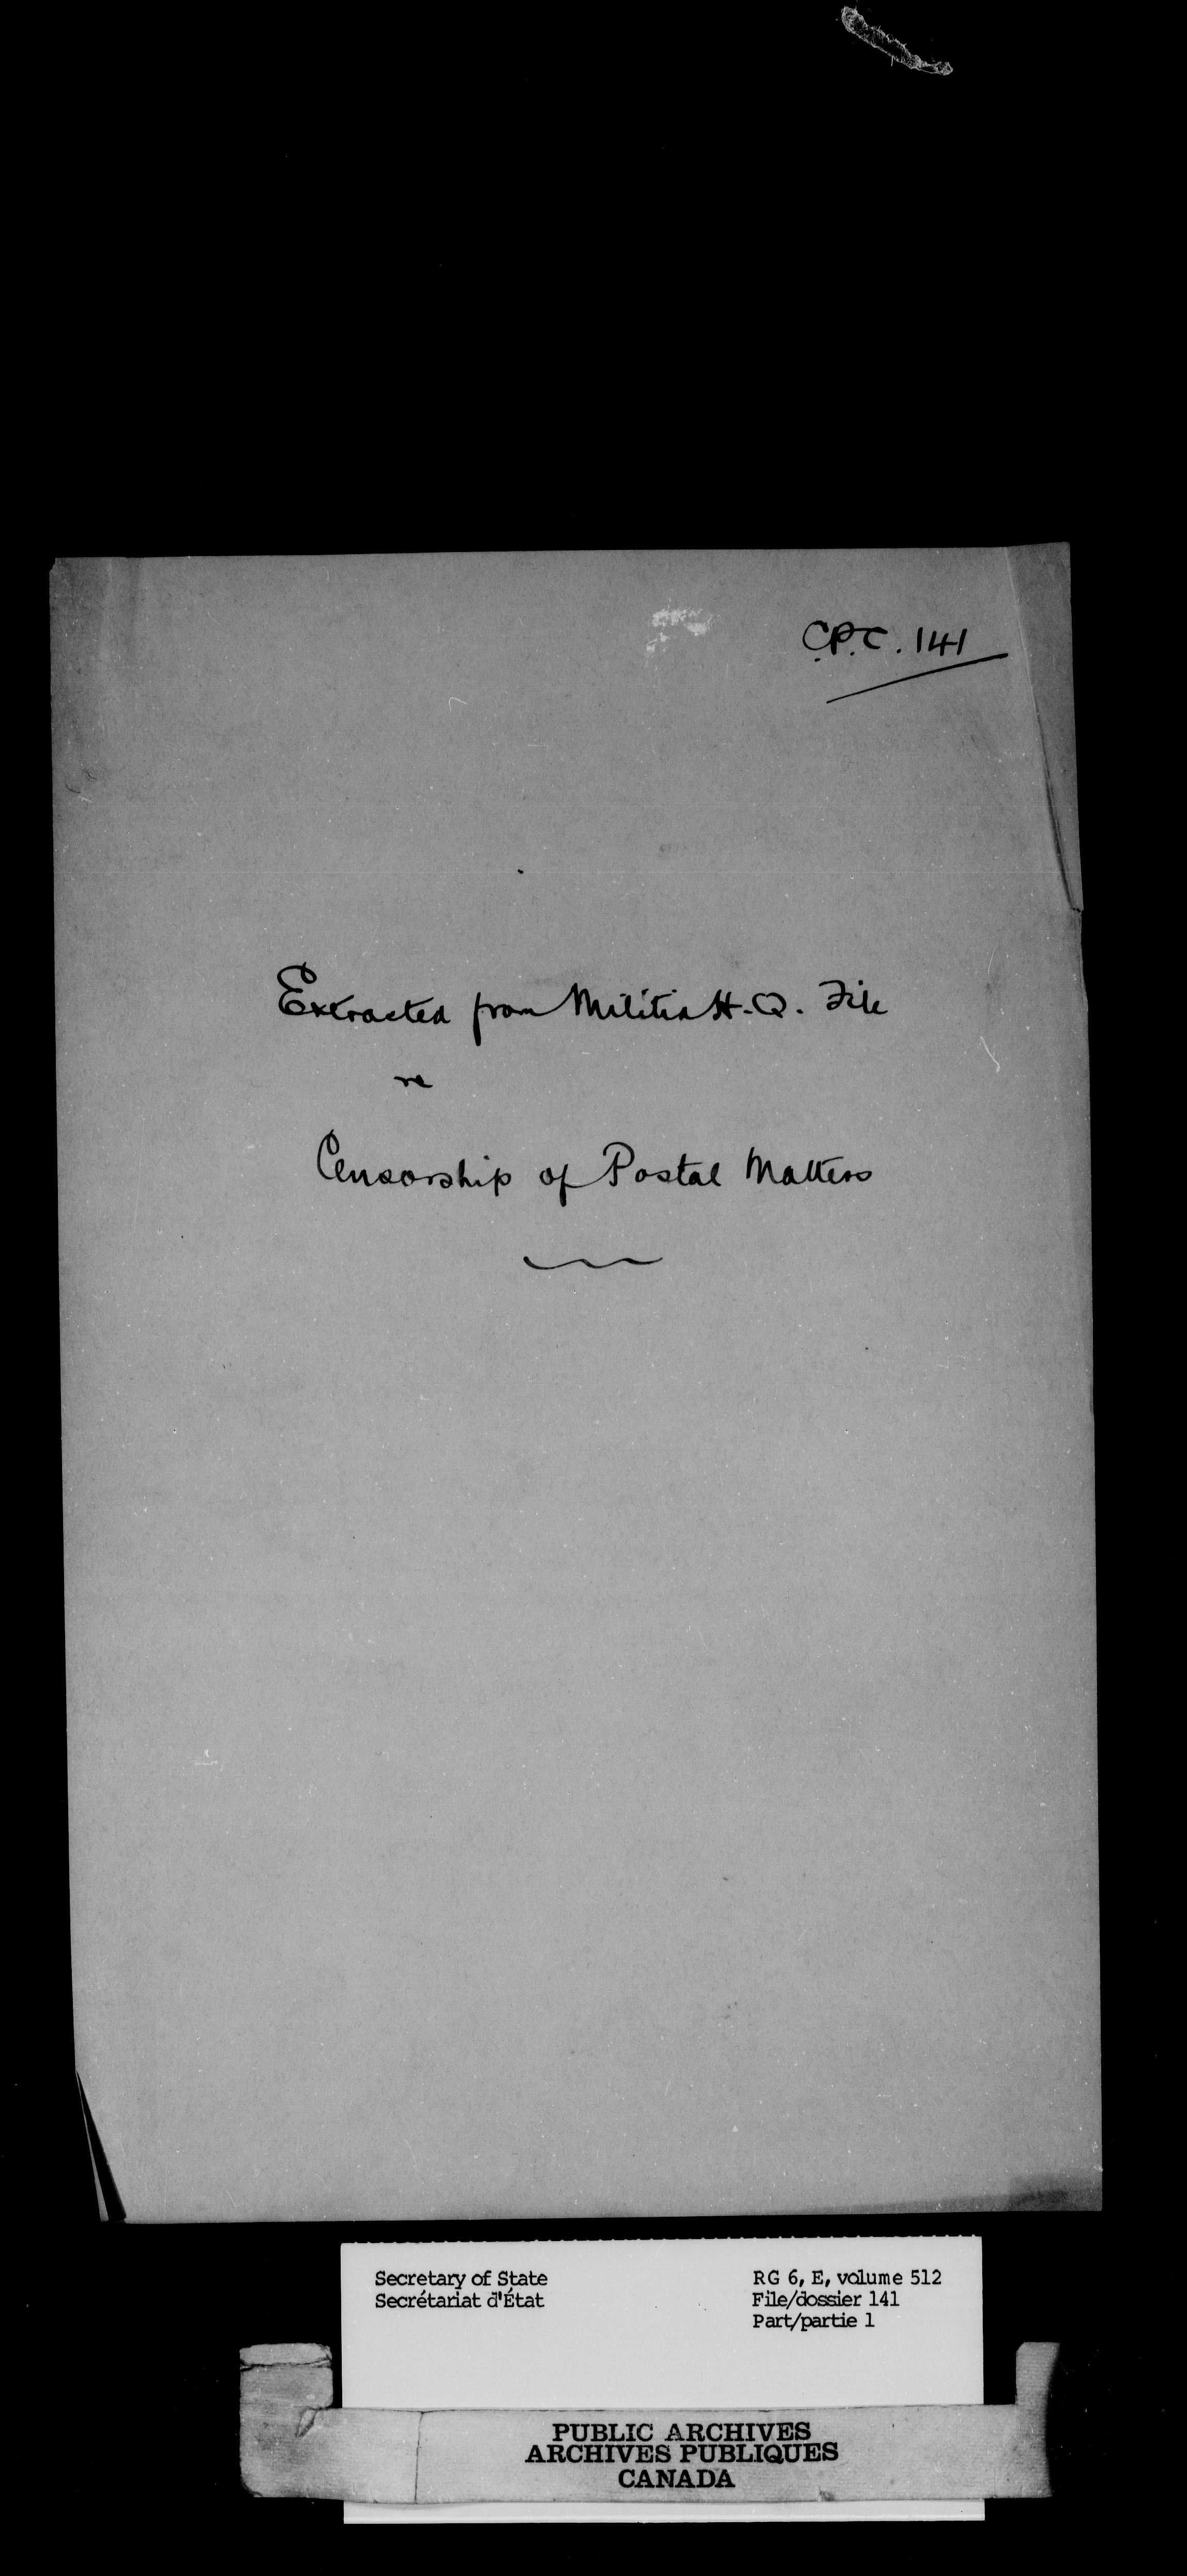 C.P.C. 141
Extracted from Militia H.Q. File
re
Censorship of Postal Matters
Secretary of State
Secrétariat d'État
RG 6, E, volume 512
File/dossier 141
Part/partie 1
PUBLIC ARCHIVES
ARCHIVES PUBLIQUES
CANADA